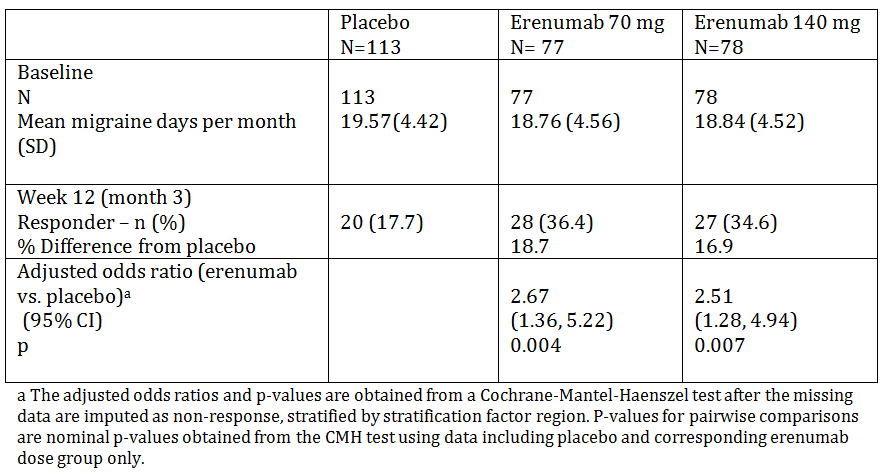 Placebo
N=113
Erenumab 70 mg
N= 77
Erenumab 140 mg
N=78
Baseline
N 113 77 78
Mean migraine days per month 19.57(4.42) 18.76 (4.56) 18.84 (4.52)
(SD)
Week 12 (month 3)
Responder – n (%) 20 (17.7) 28 (36.4) 27 (34.6)
% Difference from placebo 18.7 16.9
Adjusted odds ratio (erenumab
vs. placebo)a 2.67 2.51
(95% CI) (1.36, 5.22) (1.28, 4.94)
p 0.004 0.007
a The adjusted odds ratios and p-values are obtained from a Cochrane-Mantel-Haenszel test after the missing
data are imputed as non-response, stratified by stratification factor region. P-values for pairwise comparisons
are nominal p-values obtained from the CMH test using data including placebo and corresponding erenumab
dose group only.